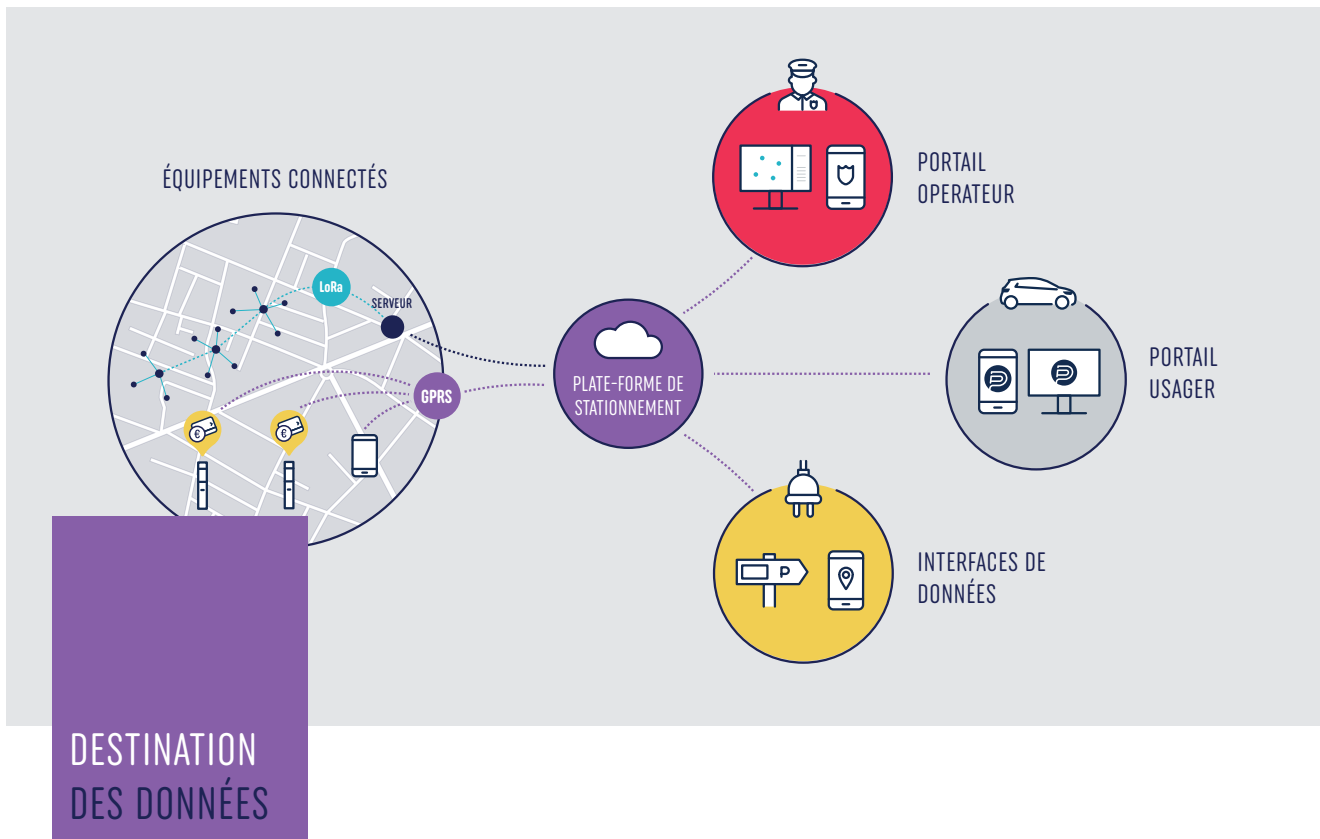 ÉQUIPEMENTS CONNECTÉS
LoRa
SERVEUR
GPRS
€
€
PLATE-FORME DE
STATIONNEMENT
PORTAIL
OPERATEUR
PORTAIL
USAGER
P
INTERFACES DE
DONNÉES
DESTINATION
DES DONNÉES